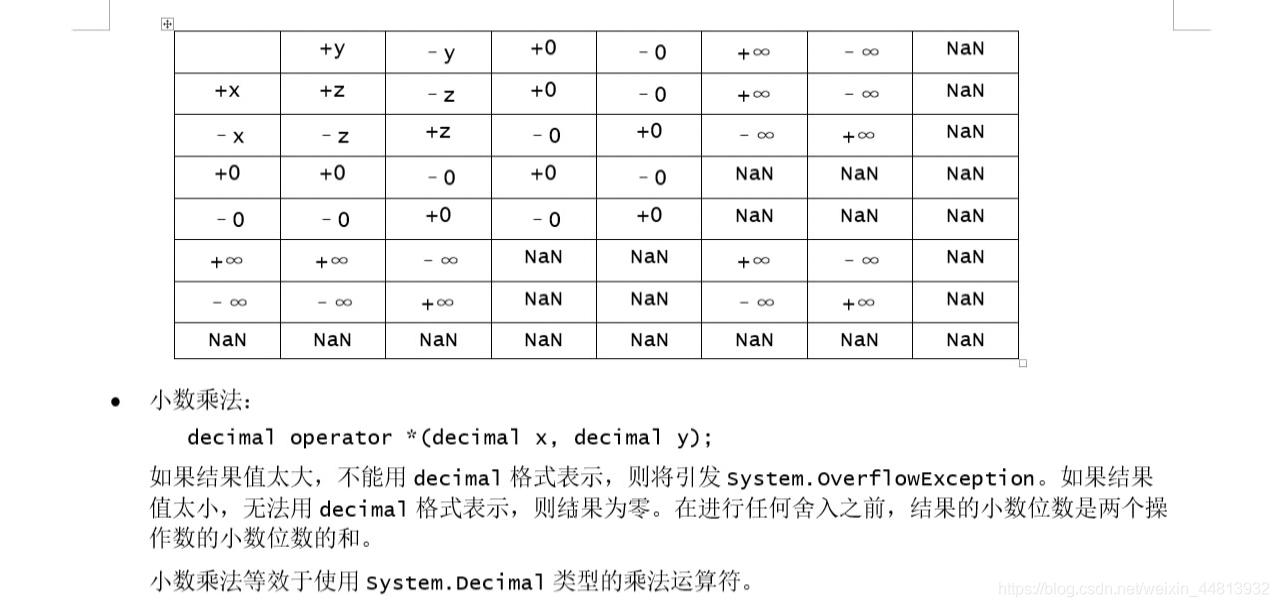 +y －y +0 －0 +∞ －∞ NaN
+x +z －z +0 －0 +∞ －∞ NaN
－x －z +z －0 +0 －∞ +∞ NaN
+0 +0 －0 +0 －0 NaN NaN NaN
－0 －0 +0 －0 +0 NaN NaN NaN
+∞ +∞ －∞ NaN NaN +∞ －∞ NaN
－∞ －∞ +∞ NaN NaN －∞ +∞ NaN
NaN NaN NaN NaN NaN NaN NaN NaN
● 小数乘法：
decimal operator *(decimal x, decimal y);
如果结果值太大，不能用 decimal 格式表示，则将引发 System.OverflowException。如果结果
值太小，无法用 decimal 格式表示，则结果为零。在进行任何舍入之前，结果的小数位数是两个操
作数的小数位数的和。
小数乘法等效于使用 System.Decimal 类型的乘法运算符。
https://blog.csdn.net/weixin_44813932